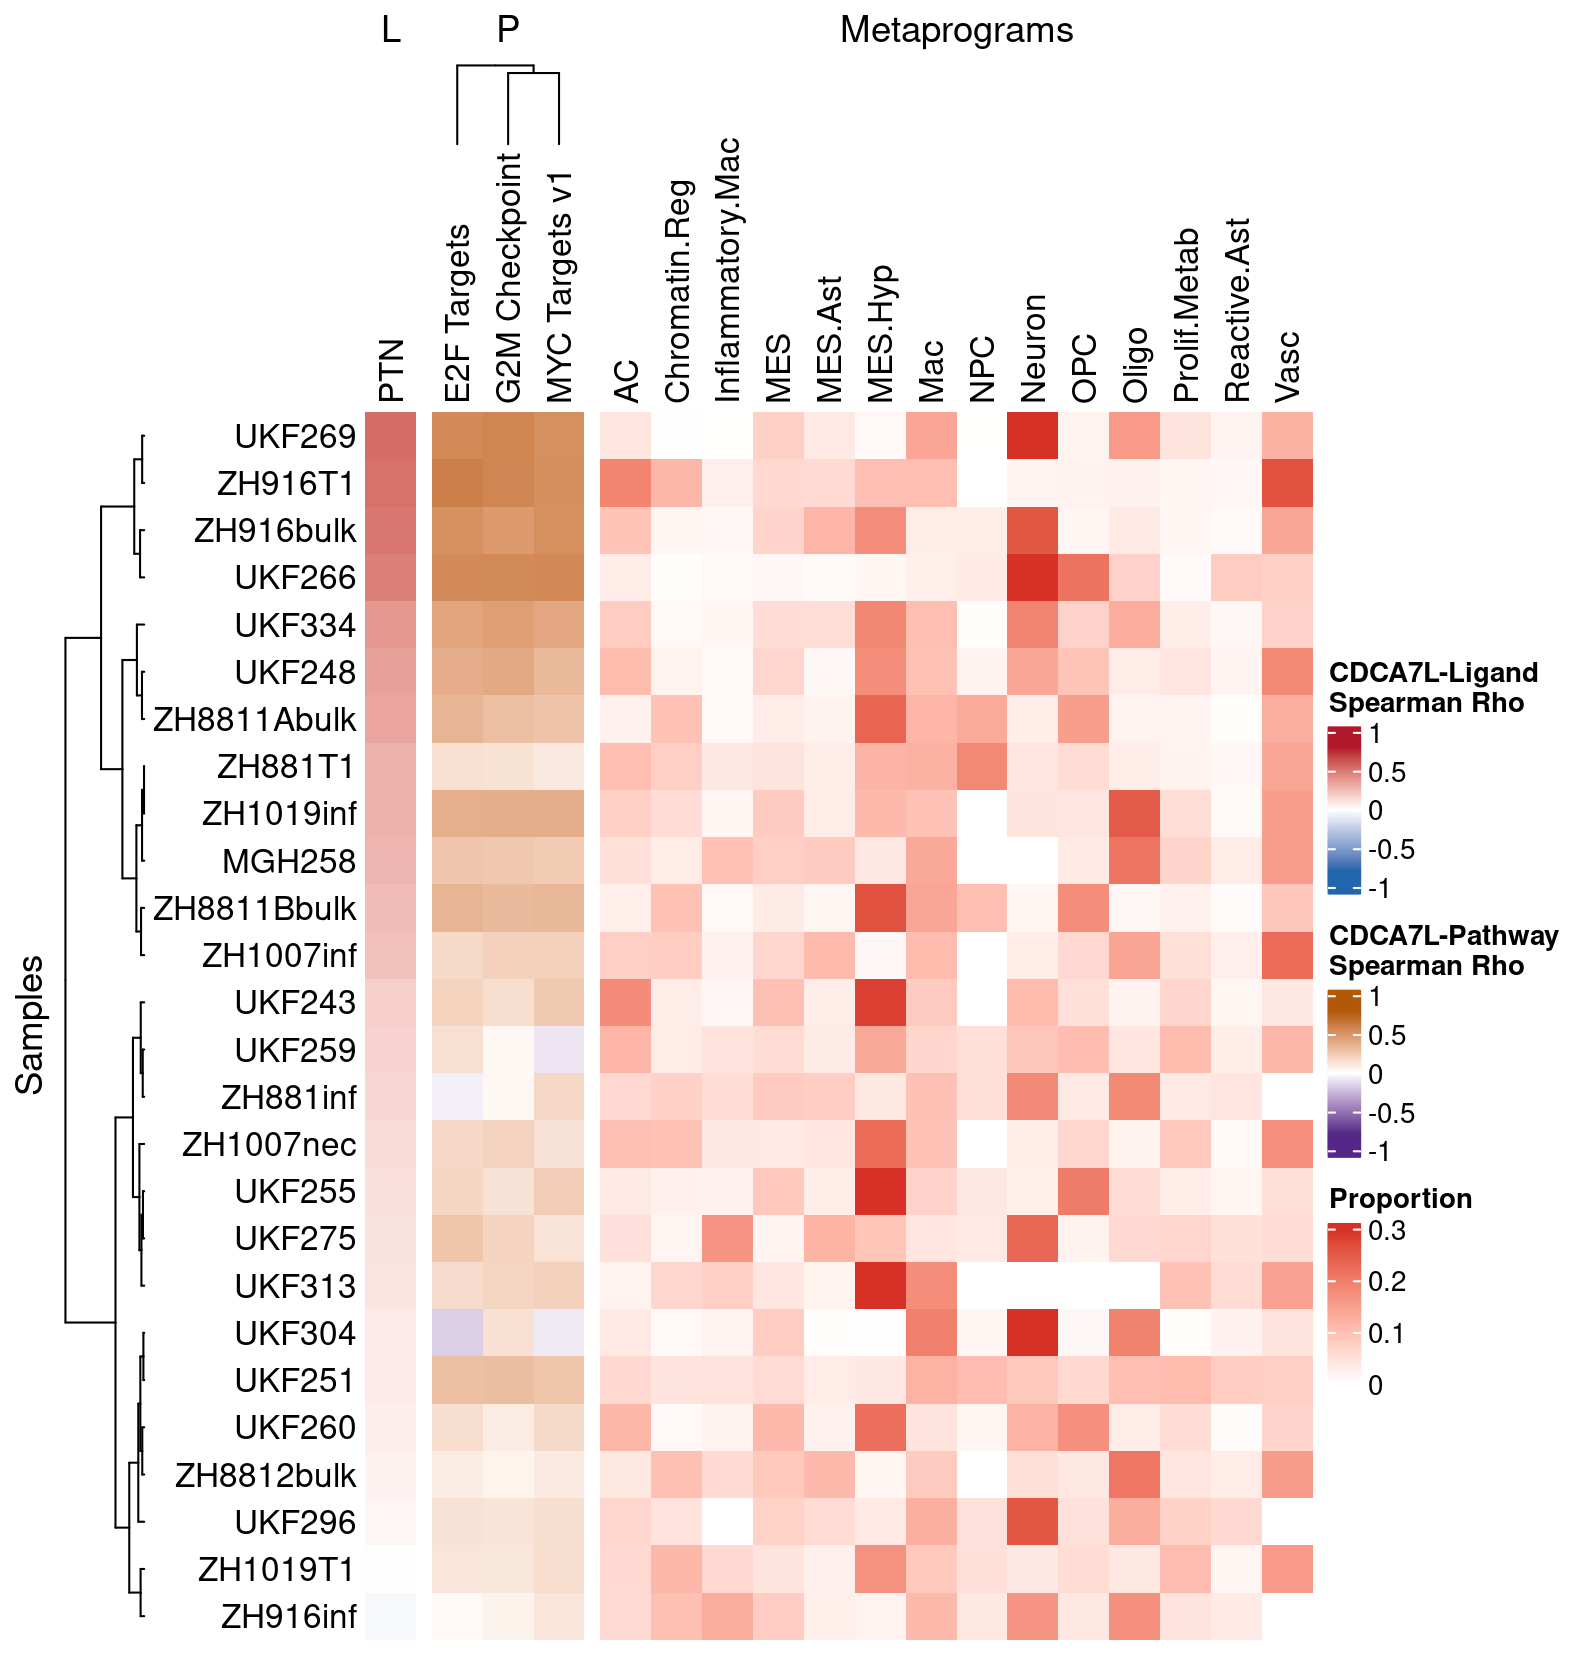 L P Metaprograms
PTN
E2F Targets
G2M Checkpoint
MYC Targets v1
AC
Chromatin.Reg
Inflammatory.Mac
MES
MES.Ast
MES.Hyp
Mac
NPC
Neuron
OPC
Oligo
Prolif.Metab
Reactive.Ast
Vasc
Samples
UKF269
ZH916T1
ZH916bulk
UKF266
UKF334
UKF248
ZH8811Abulk
ZH881T1
ZH1019inf
MGH258
ZH8811Bbulk
ZH1007inf
UKF243
UKF259
ZH881inf
ZH1007nec
UKF255
UKF275
UKF313
UKF304
UKF251
UKF260
ZH8812bulk
UKF296
ZH1019T1
ZH916inf
CDCA7L-Ligand
Spearman Rho
1
0.5
0
-0.5
-1
CDCA7L-Pathway
Spearman Rho
1
0.5
0
-0.5
-1
Proportion
0.3
0.2
0.1
0